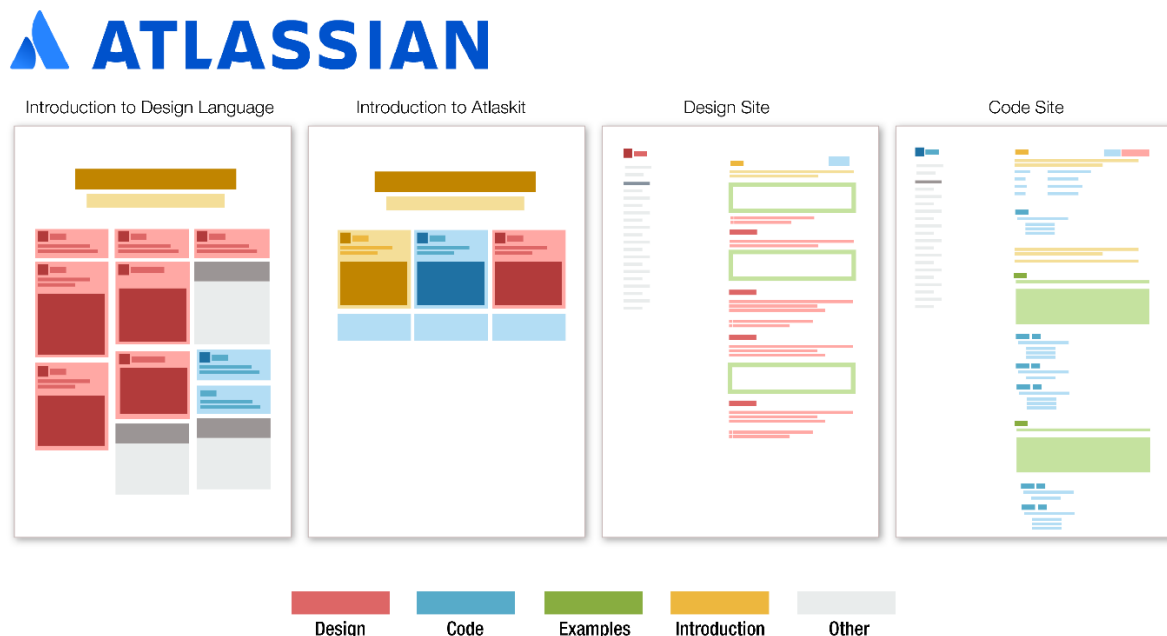 ATLASSIAN
Introduction to Design Language
Introduction to Atlaskit
Design Site
Code Site
Design
Code
Examples
Introduction
Other